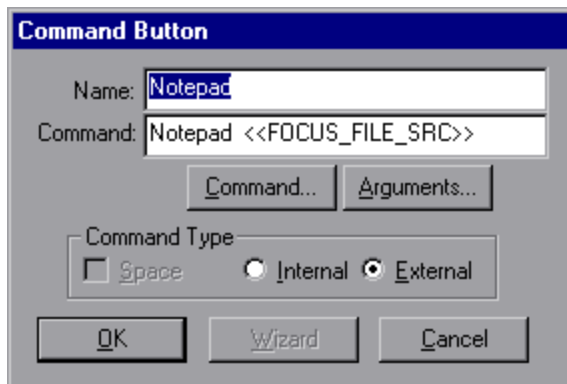 Command Button
Name: Notepad
Command: Notepad <<FOCUS_FILE_SRC>>
Command... Arguments...
Command Type
Space Internal External
OK Wizard Cancel